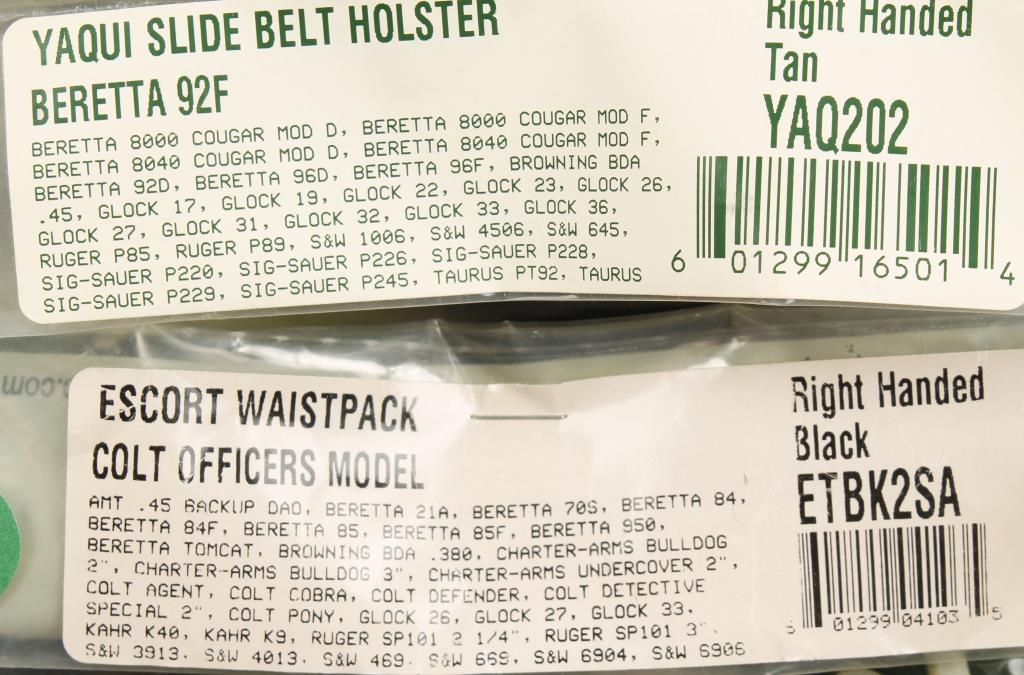 YAQUI SLIDE BELT HOLSTER
BERETTA 92F
BERETTA 8000 COUGAR MOD D, BERETTA 8000 COUGAR MOD F,
BERETTA 8040 COUGAR MOD D, BERETTA 8040 COUGAR MOD F,
BERETTA 92D, BERETTA 96D, BERETTA 96F, BROWNING BDA
.45, GLOCK 17, GLOCK 19, GLOCK 22, GLOCK 23, GLOCK 26,
GLOCK 27, GLOCK 31, GLOCK 32, GLOCK 33, GLOCK 36,
RUGER P85, RUGER P89, S&W 1006, S&W 4506, S&W 645,
SIG-SAUER P220, SIG-SAUER P226, SIG-SAUER P228,
SIG-SAUER P229, SIG-SAUER P245, TAURUS PT92, TAURUS
Right Handed
Tan
YAQ202
6 01299 16501 4
.com
ESCORT WAISTPACK
COLT OFFICERS MODEL
AMT .45 BACKUP DAO, BERETTA 21A, BERETTA 70S, BERETTA 84,
BERETTA 84F, BERETTA 85, BERETTA 85F, BERETTA 950,
BERETTA TOMCAT, BROWNING BDA .380, CHARTER-ARMS BULLDOG
2", CHARTER-ARMS BULLDOG 3", CHARTER-ARMS UNDERCOVER 2",
COLT AGENT, COLT COBRA, COLT DEFENDER, COLT DETECTIVE
SPECIAL 2", COLT PONY, GLOCK 26, GLOCK 27, GLOCK 33,
KAHR K40, KAHR K9, RUGER SP101 2 1/4", RUGER SP101 3",
S&W 3913, S&W 4013, S&W 469, S&W 669, S&W 6904, S&W 6906
Right Handed
Black
ETBK2SA
01299 04103 5